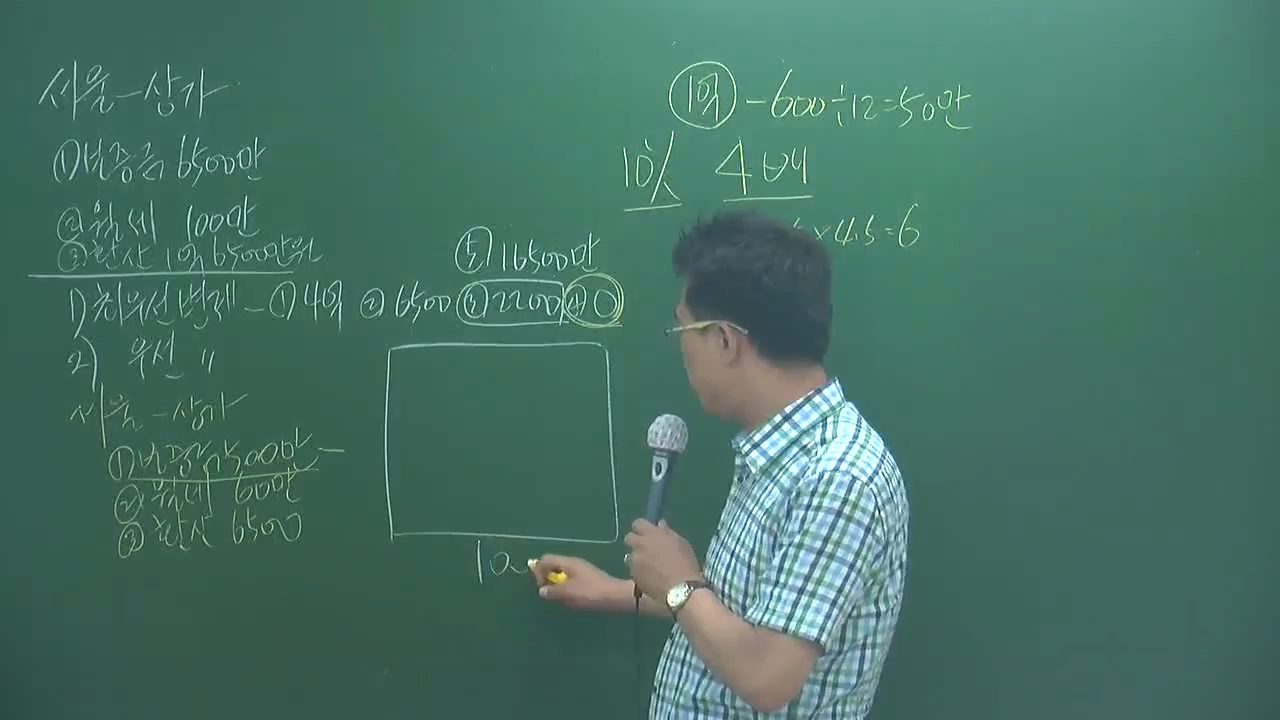 서울-상가
①보증금 6500만
②월세 100만
③환산 1억6500만원
1)최우선변제-①4억 ②6500 ③2200 ④0
⑤16500만
2) 우선 〃
서울-상가
①보증금 500만-
②월세 60만
③환산 6500
1억-600÷12=50만
10% 4배
×4.5=6
10